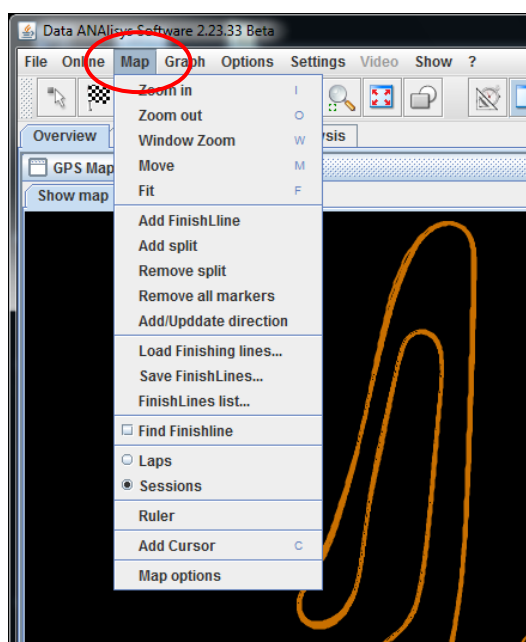 Data ANAlisys Software 2.23.33 Beta
File Online Map Graph Options Settings Video Show ?
Zoom in I
Zoom out O
Overview
Window Zoom W
GPS Map
Move M
Show map
Fit F
Add FinishLline
Add split
Remove split
Remove all markers
Add/Upddate direction
Load Finishing lines...
Save FinishLines...
FinishLines list...
Find Finishline
Laps
Sessions
Ruler
Add Cursor C
Map options